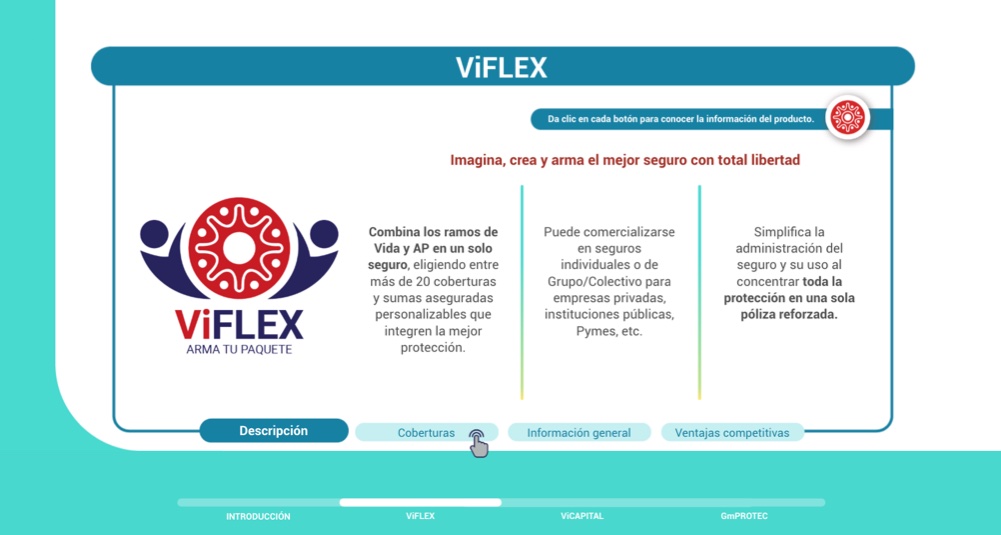 ViFLEX
Da clic en cada botón para conocer la información del producto.
Imagina, crea y arma el mejor seguro con total libertad
ViFLEX
ARMA TU PAQUETE
Combina los ramos de
Vida y AP en un solo
seguro, eligiendo entre
más de 20 coberturas
y sumas aseguradas
personalizables que
integren la mejor
protección.
Puede comercializarse
en seguros
individuales o de
Grupo/Colectivo para
empresas privadas,
instituciones públicas,
Pymes, etc.
Simplifica la
administración del
seguro y su uso al
concentrar toda la
protección en una sola
póliza reforzada.
Descripción
Coberturas
Información general
Ventajas competitivas
INTRODUCCIÓN
ViFLEX
ViCAPITAL
GmPROTEC